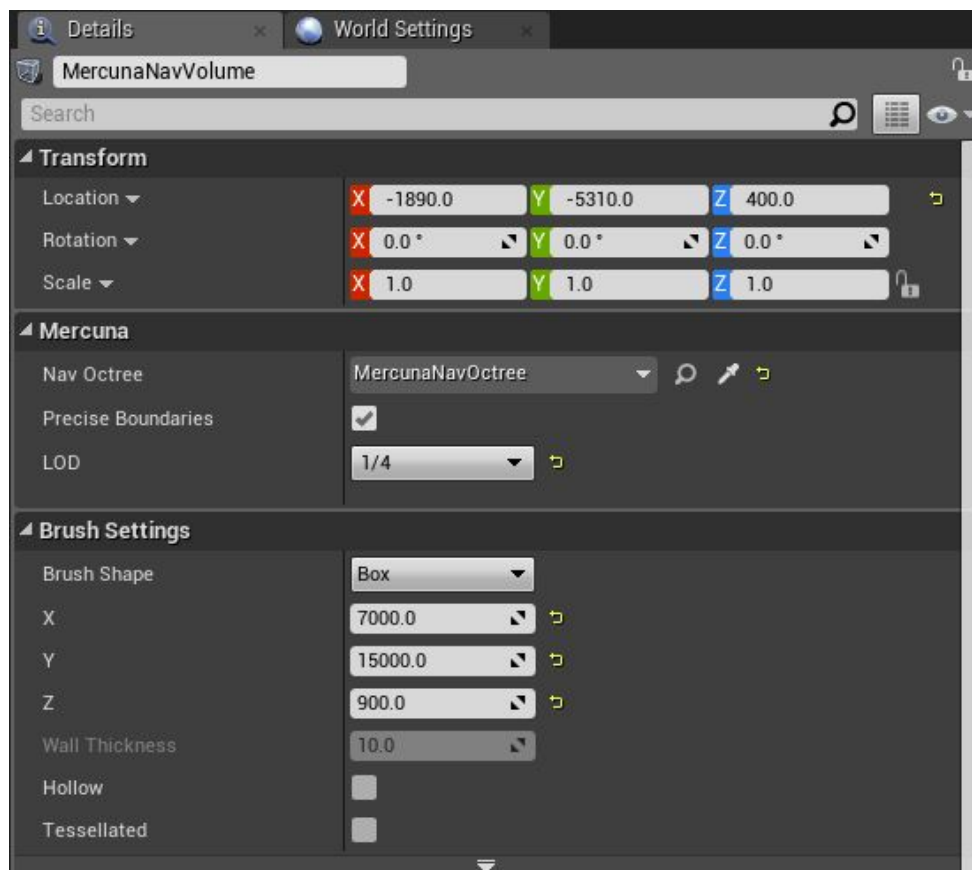 Details World Settings
MercunaNavVolume
Search
Transform
Location X -1890.0 Y -5310.0 Z 400.0
Rotation X 0.0 ° Y 0.0 ° Z 0.0 °
Scale X 1.0 Y 1.0 Z 1.0
Mercuna
Nav Octree MercunaNavOctree
Precise Boundaries
LOD 1/4
Brush Settings
Brush Shape Box
X 7000.0
Y 15000.0
Z 900.0
Wall Thickness 10.0
Hollow
Tessellated